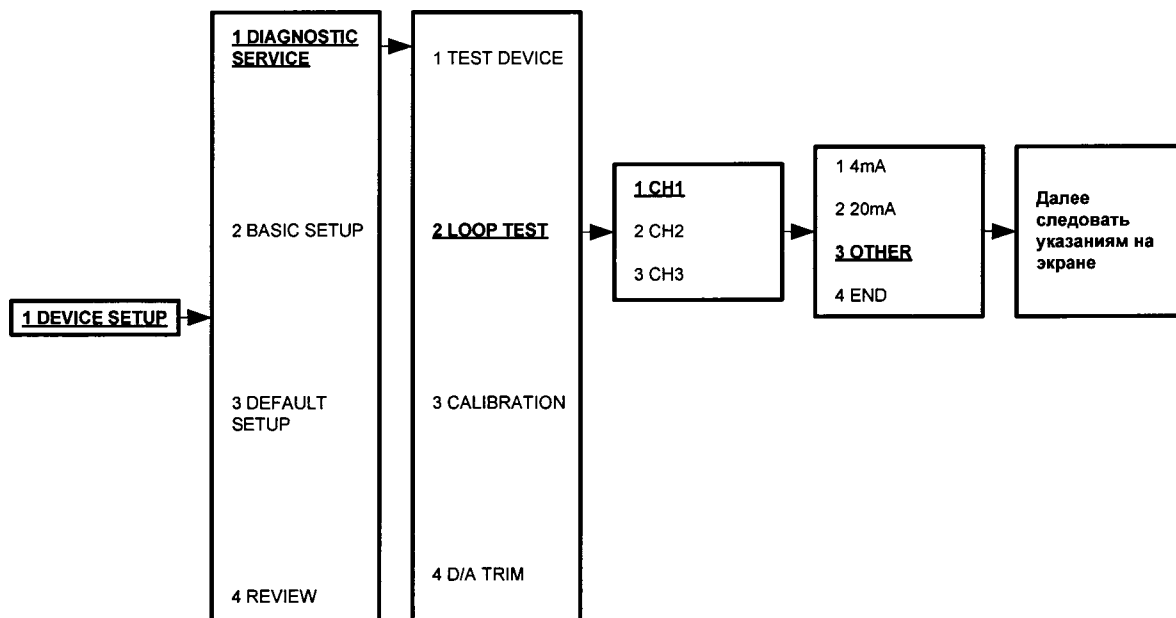 1 DEVICE SETUP
1 DIAGNOSTIC
SERVICE
2 BASIC SETUP
3 DEFAULT
SETUP
4 REVIEW
1 TEST DEVICE
2 LOOP TEST
3 CALIBRATION
4 D/A TRIM
1 CH1
2 CH2
3 CH3
1 4mA
2 20mA
3 OTHER
4 END
Далее
следовать
указаниям на
экране